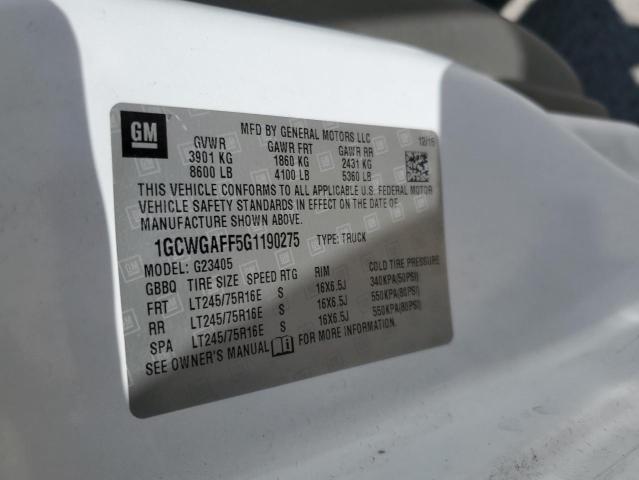 GM
MFD BY GENERAL MOTORS LLC
12/15
GVWR GAWR FRT GAWR RR
3901 KG 1860 KG 2431 KG
8600 LB 4100 LB 5360 LB
THIS VEHICLE CONFORMS TO ALL APPLICABLE U.S. FEDERAL MOTOR
VEHICLE SAFETY STANDARDS IN EFFECT ON THE DATE OF
MANUFACTURE SHOWN ABOVE.
1GCWGAFF5G1190275 TYPE: TRUCK
MODEL: G23405
GBBQ TIRE SIZE SPEED RTG RIM COLD TIRE PRESSURE
FRT LT245/75R16E S 16X6.5J 340KPA(50PSI)
RR LT245/75R16E S 16X6.5J 550KPA(80PSI)
SPA LT245/75R16E S 16X6.5J 550KPA(80PSI)
SEE OWNER'S MANUAL FOR MORE INFORMATION.